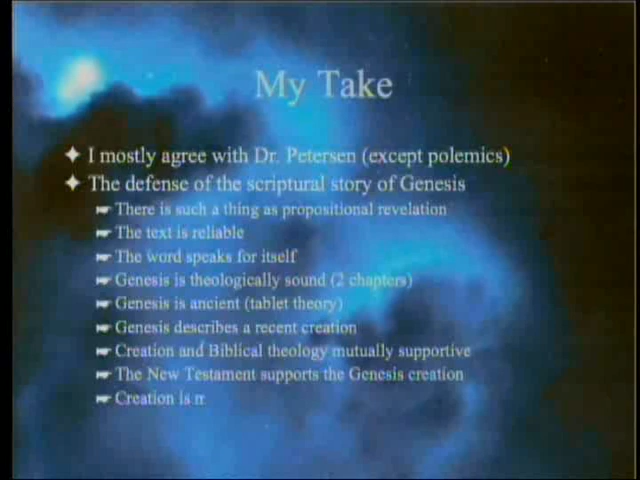 My Take
I mostly agree with Dr. Petersen (except polemics)
The defense of the scriptural story of Genesis
There is such a thing as propositional revelation
The text is reliable
The word speaks for itself
Genesis is theologically sound (2 chapters)
Genesis is ancient (tablet theory)
Genesis describes a recent creation
Creation and Biblical theology mutually supportive
The New Testament supports the Genesis creation
Creation is